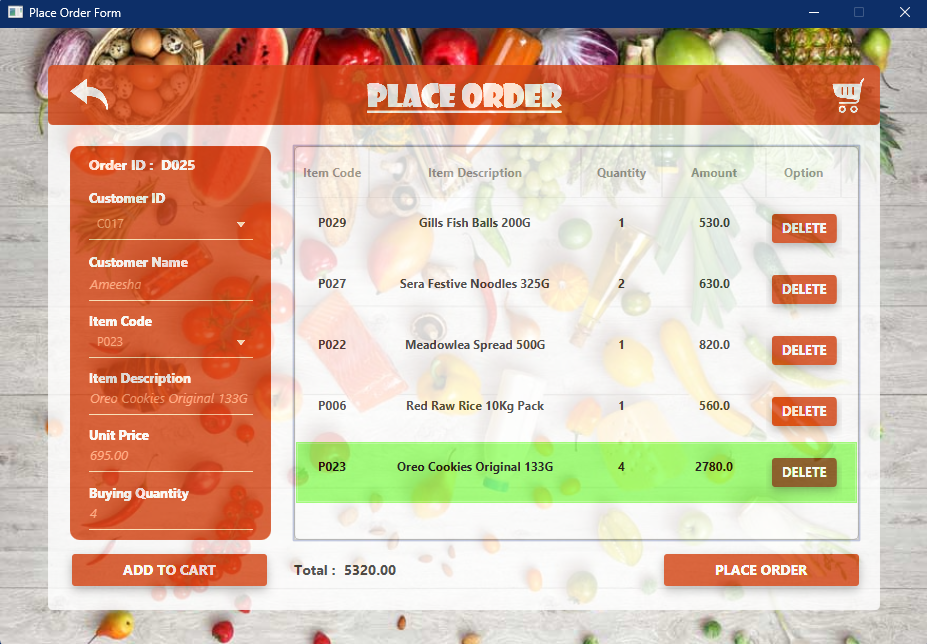 Place Order Form
PLACE ORDER
Order ID : D025
Customer ID
C017
Customer Name
Ameesha
Item Code
P023
Item Description
Oreo Cookies Original 133G
Unit Price
695.00
Buying Quantity
4
ADD TO CART
Item Code Item Description Quantity Amount Option
P029 Gills Fish Balls 200G 1 530.0 DELETE
P027 Sera Festive Noodles 325G 2 630.0 DELETE
P022 Meadowlea Spread 500G 1 820.0 DELETE
P006 Red Raw Rice 10Kg Pack 1 560.0 DELETE
P023 Oreo Cookies Original 133G 4 2780.0 DELETE
Total : 5320.00
PLACE ORDER